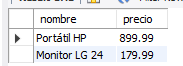 nombre precio
Portátil HP 899.99
Monitor LG 24 179.99